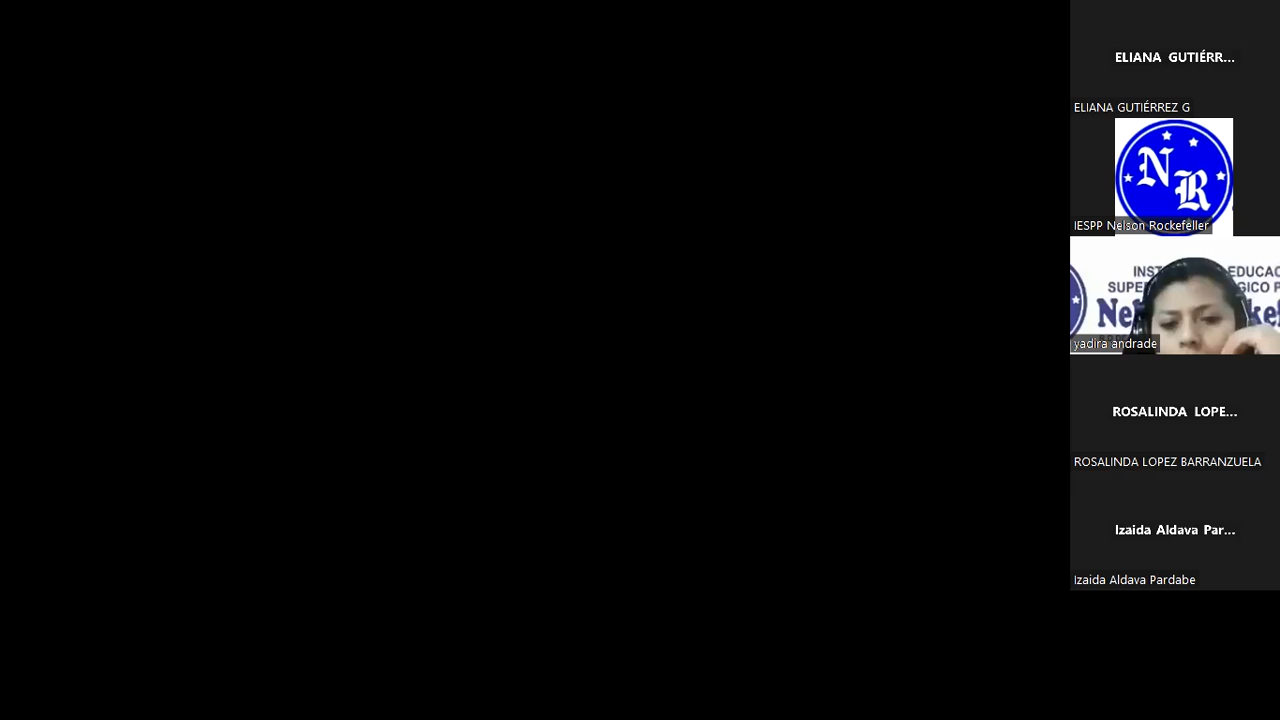 ELIANA GUTIÉRR...
ELIANA GUTIÉRREZ G
N
R
IESPP Nelson Rockefeller
EDUCAC
yadira andrade
ROSALINDA LOPE...
ROSALINDA LOPEZ BARRANZUELA
Izaida Aldava Par...
Izaida Aldava Pardabe